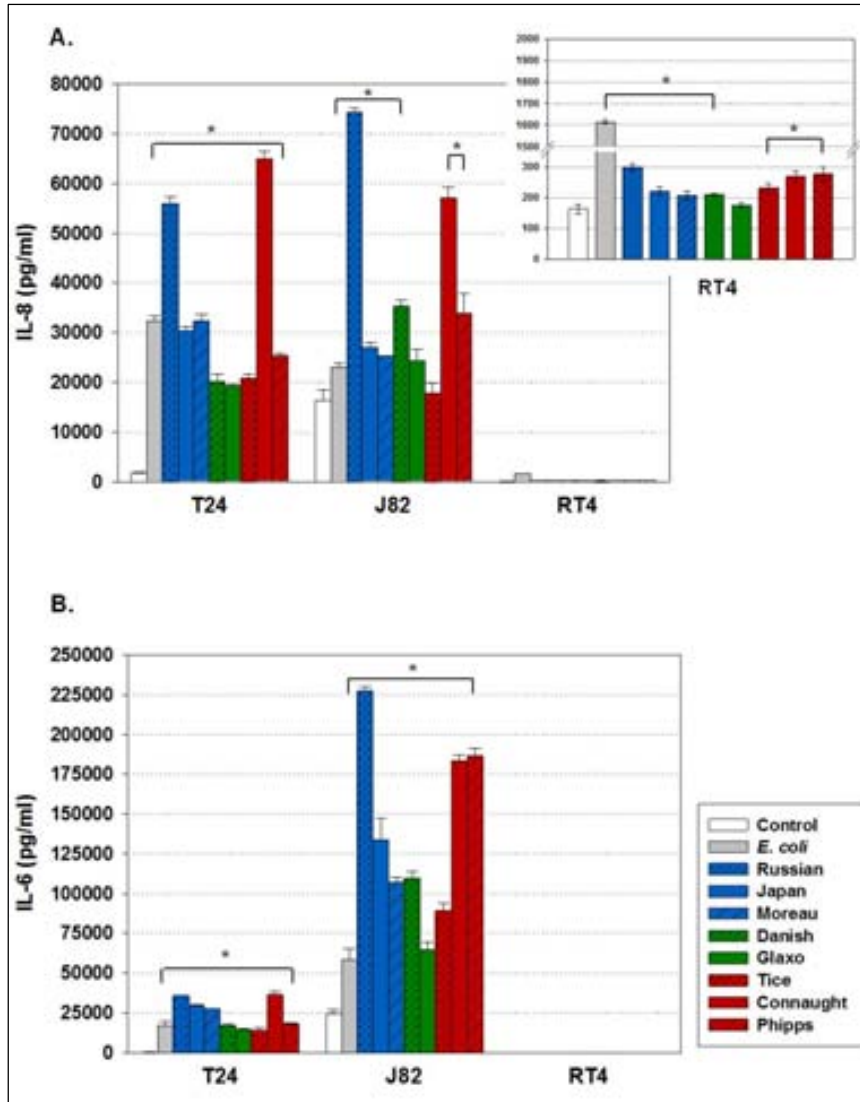 A.
IL-8 (pg/ml)
80000
70000
60000
50000
40000
30000
20000
10000
0
*
*
*
T24
J82
RT4
2000
1900
1800
1700
1600
1500
300
200
100
0
*
*
RT4
B.
IL-6 (pg/ml)
250000
225000
200000
175000
150000
125000
100000
75000
50000
25000
0
*
*
T24
J82
RT4
Control
E. coli
Russian
Japan
Moreau
Danish
Glaxo
Tice
Connaught
Phipps